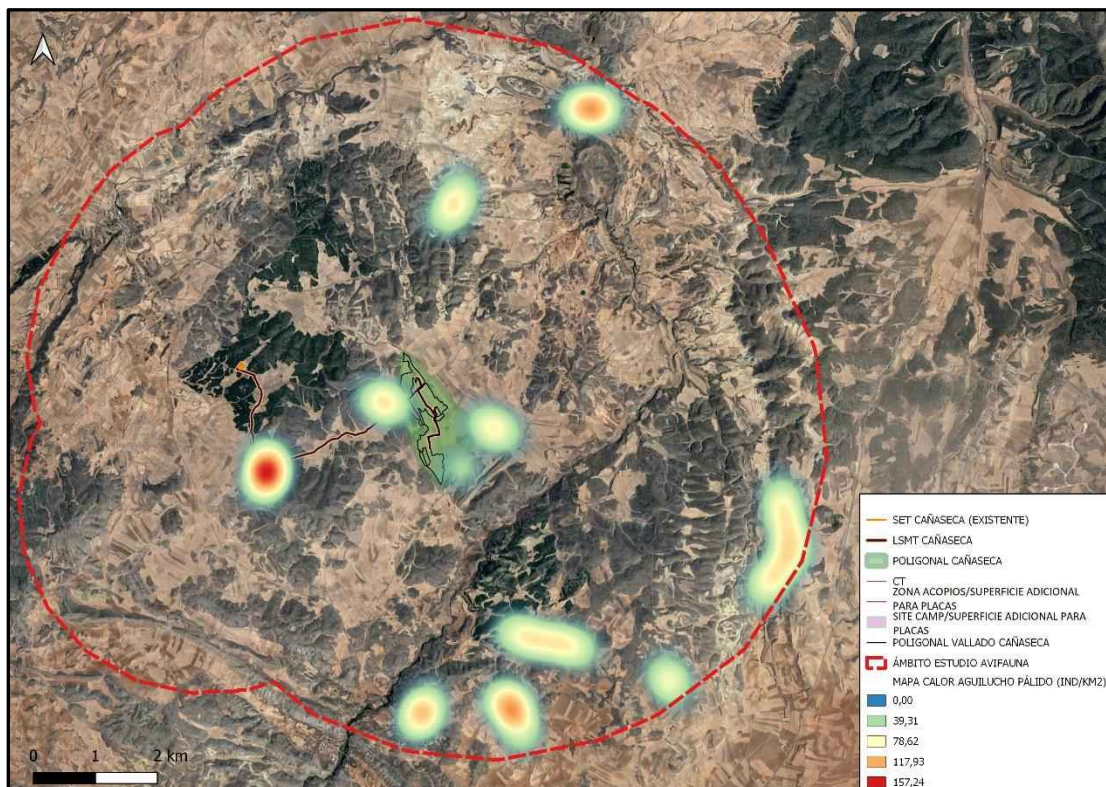 0 1 2 km
SET CAÑASECA (EXISTENTE)
LSMT CAÑASECA
POLIGONAL CAÑASECA
CT
ZONA ACOPIOS/SUPERFICIE ADICIONAL
PARA PLACAS
SITE CAMP/SUPERFICIE ADICIONAL PARA
PLACAS
POLIGONAL VALLADO CAÑASECA
ÁMBITO ESTUDIO AVIFAUNA
MAPA CALOR AGUILUCHO PÁLIDO (IND/KM2)
0,00
39,31
78,62
117,93
157,24